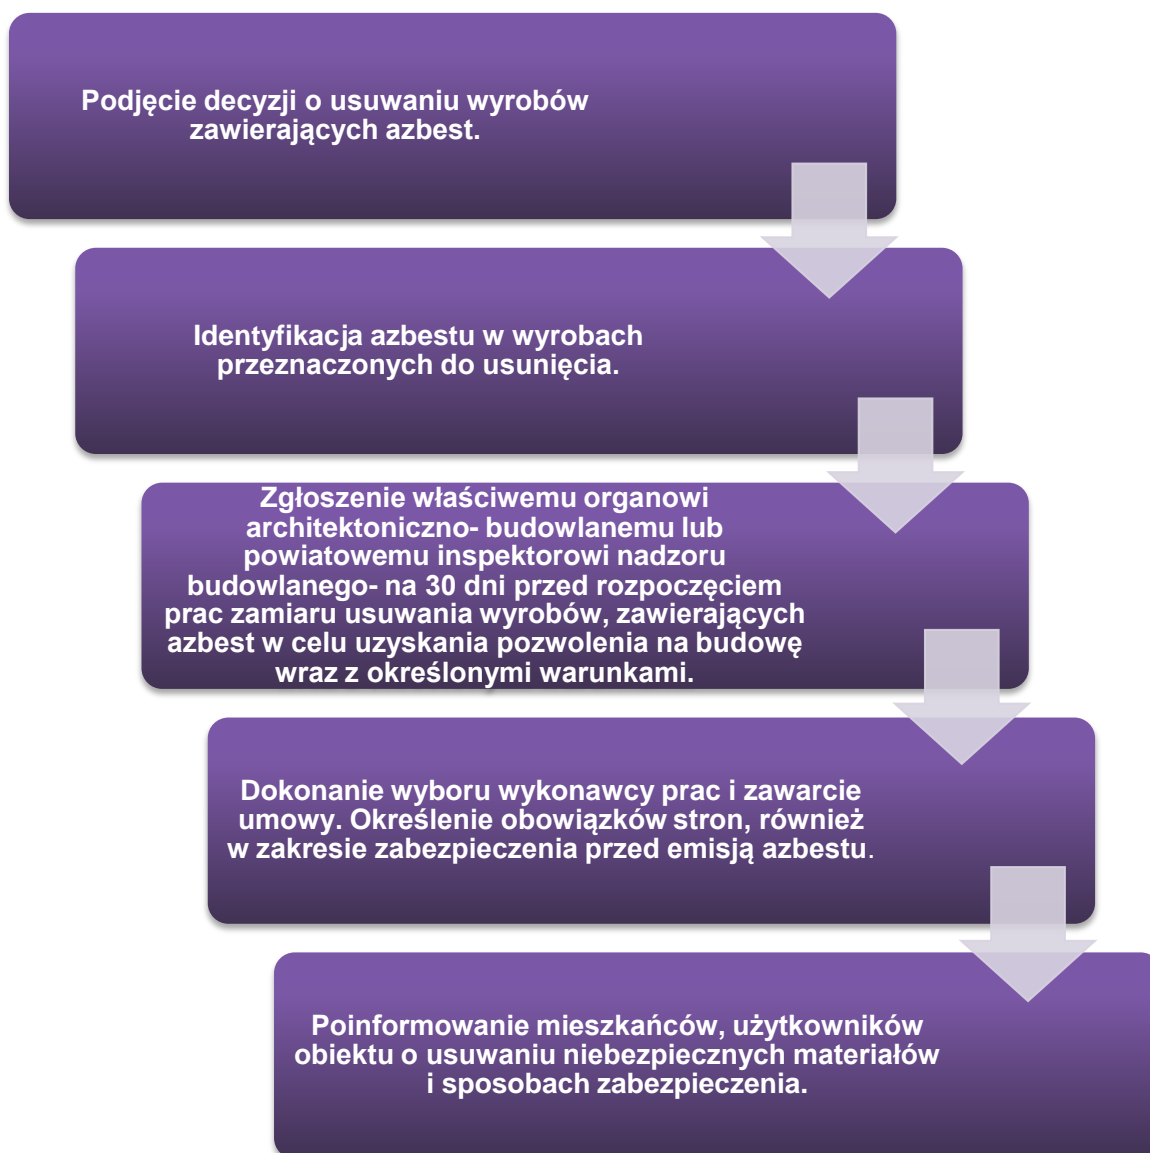 Podjęcie decyzji o usuwaniu wyrobów
zawierających azbest.
Identyfikacja azbestu w wyrobach
przeznaczonych do usunięcia.
Zgłoszenie właściwemu organowi
architektoniczno- budowlanemu lub
powiatowemu inspektorowi nadzoru
budowlanego- na 30 dni przed rozpoczęciem
prac zamiaru usuwania wyrobów, zawierających
azbest w celu uzyskania pozwolenia na budowę
wraz z określonymi warunkami.
Dokonanie wyboru wykonawcy prac i zawarcie
umowy. Określenie obowiązków stron, również
w zakresie zabezpieczenia przed emisją azbestu.
Poinformowanie mieszkańców, użytkowników
obiektu o usuwaniu niebezpiecznych materiałów
i sposobach zabezpieczenia.